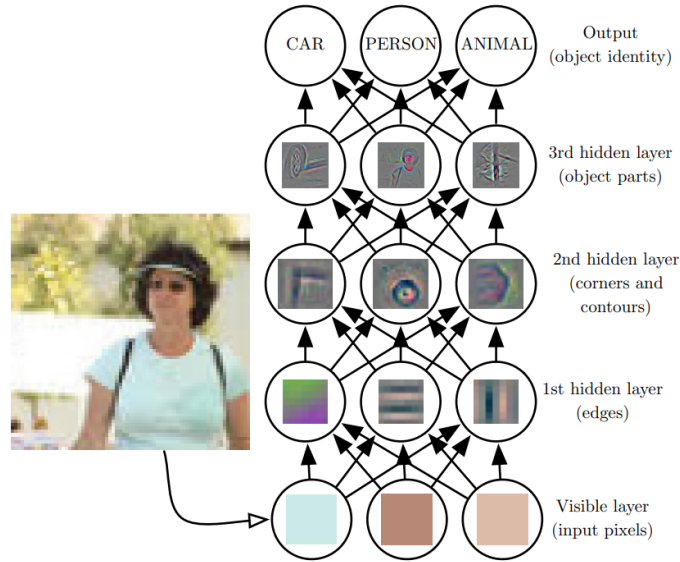 CAR PERSON ANIMAL
Output
(object identity)
3rd hidden layer
(object parts)
2nd hidden layer
(corners and
contours)
1st hidden layer
(edges)
Visible layer
(input pixels)